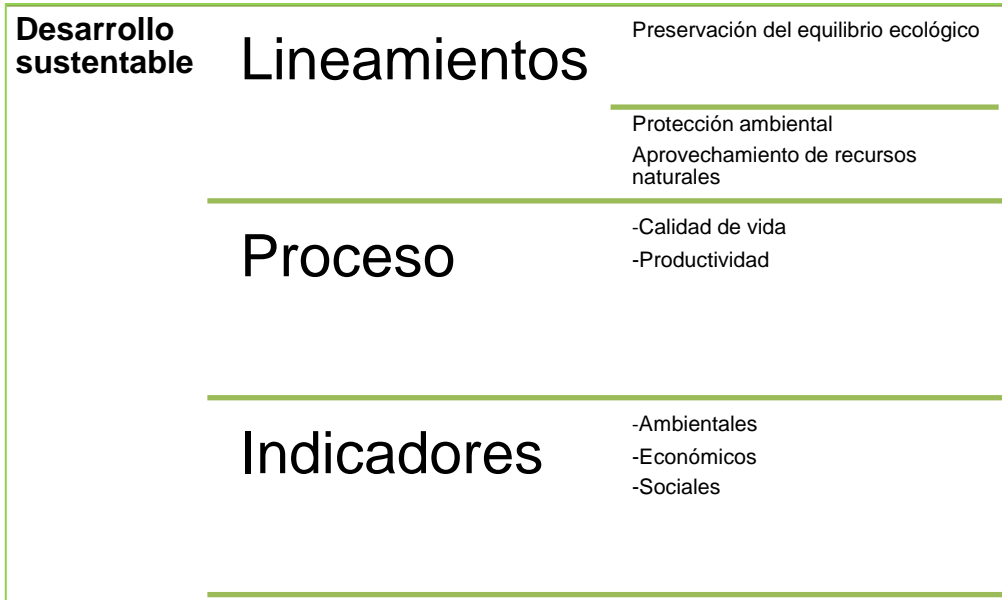 Desarrollo
sustentable
Lineamientos
Preservación del equilibrio ecológico
Protección ambiental
Aprovechamiento de recursos
naturales
Proceso
-Calidad de vida
-Productividad
Indicadores
-Ambientales
-Económicos
-Sociales